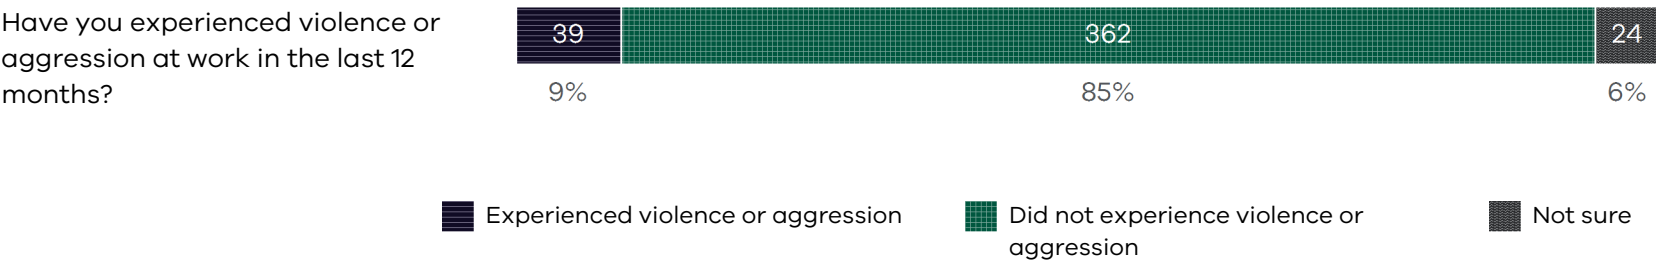 Have you experienced violence or
aggression at work in the last 12
months?
39 362 24
9% 85% 6%
Experienced violence or aggression
Did not experience violence or
aggression
Not sure